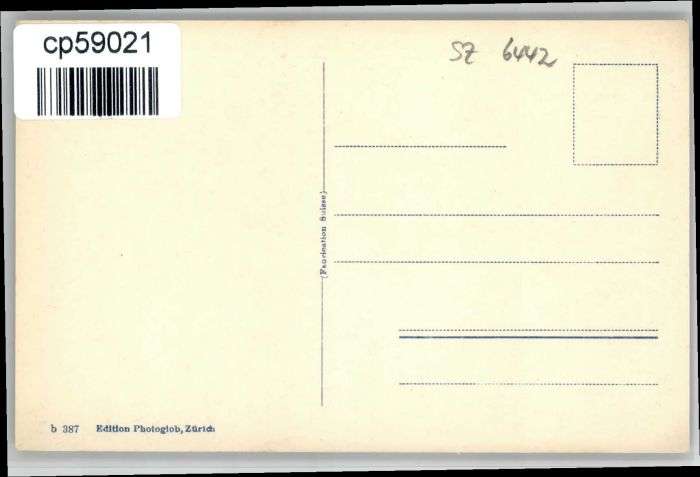 cp59021
SZ 6442
(Fabrication Suisse)
b 387 Edition Photoglob, Zürich